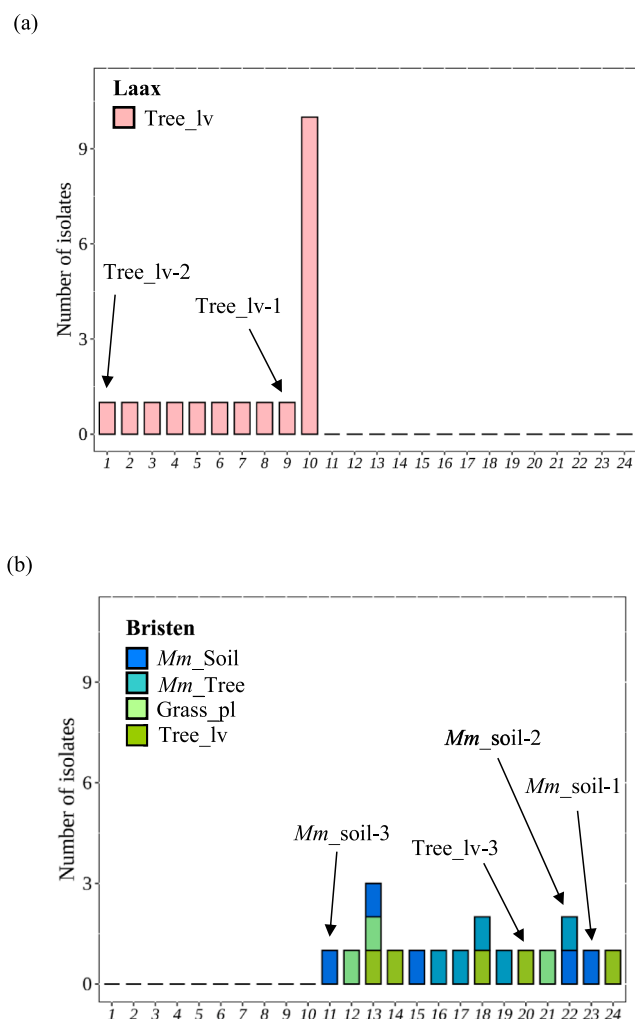 (a)
Laax
Tree_lv
Number of isolates
9
6
3
0
Tree_lv-2
Tree_lv-1
1 2 3 4 5 6 7 8 9 10 11 12 13 14 15 16 17 18 19 20 21 22 23 24
(b)
Bristen
Mm_Soil
Mm_Tree
Grass_pl
Tree_lv
Number of isolates
9
6
3
0
Mm_soil-2
Mm_soil-1
Mm_soil-3
Tree_lv-3
1 2 3 4 5 6 7 8 9 10 11 12 13 14 15 16 17 18 19 20 21 22 23 24